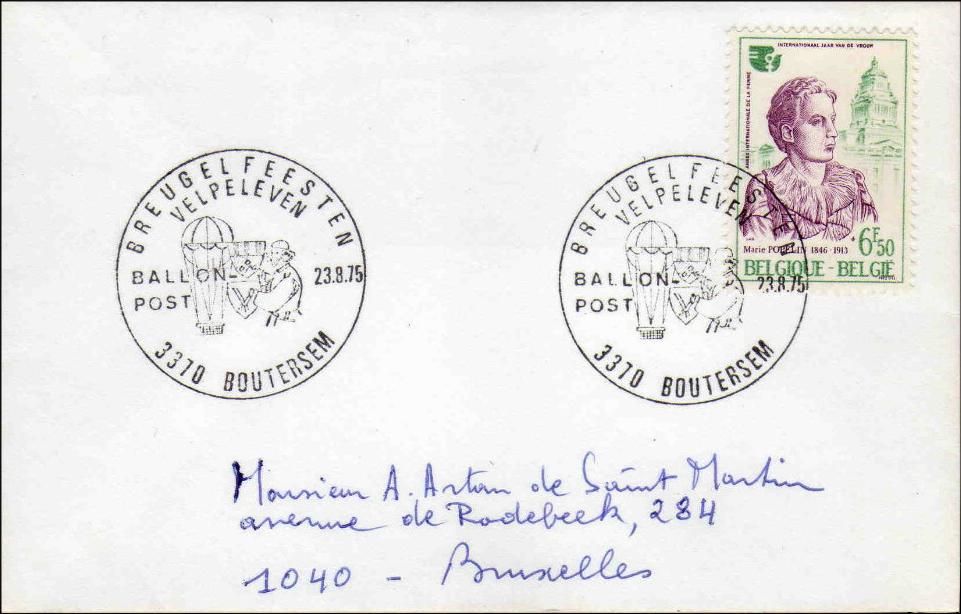 BREUGELFEESTEN
VELPELEVEN
BALLON-
POST
23.8.75
3370 BOUTERSEM
BREUGELFEESTEN
VELPELEVEN
BALLON-
POST
23.8.75
3370 BOUTERSEM
INTERNATIONAAL JAAR VAN DE VROUW
ANNEE INTERNATIONALE DE LA FEMME
Marie POPELIN 1846-1913
6F50
BELGIQUE - BELGIË
Monsieur A. Artan de Saint Martin
avenue de Rodebeek, 284
1040 - Bruxelles